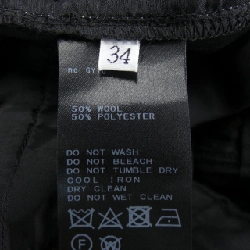 34
50% WOOL
50% POLYESTER
DO NOT WASH
DO NOT BLEACH
DO NOT TUMBLE DRY
COOL IRON
DRY CLEAN
DO NOT WET CLEAN